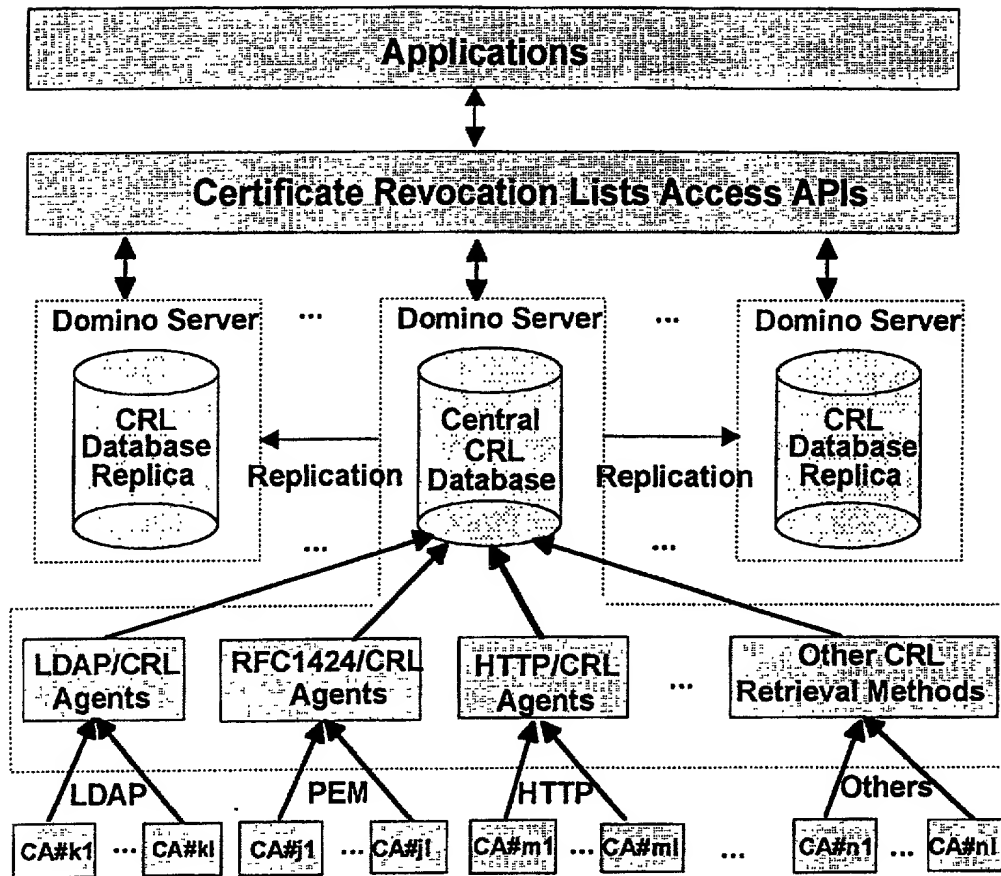 Applications
Certificate Revocation Lists Access APIs
Domino Server ... Domino Server ... Domino Server
CRL
Database
Replica
Replication
Central
CRL
Database
Replication
CRL
Database
Replica
... ...
LDAP/CRL
Agents
RFC1424/CRL
Agents
HTTP/CRL
Agents
...
Other CRL
Retrieval Methods
LDAP PEM HTTP Others
CA#k1 ... CA#kl CA#j1 ... CA#jl CA#m1 ... CA#ml ... CA#n1 ... CA#nl